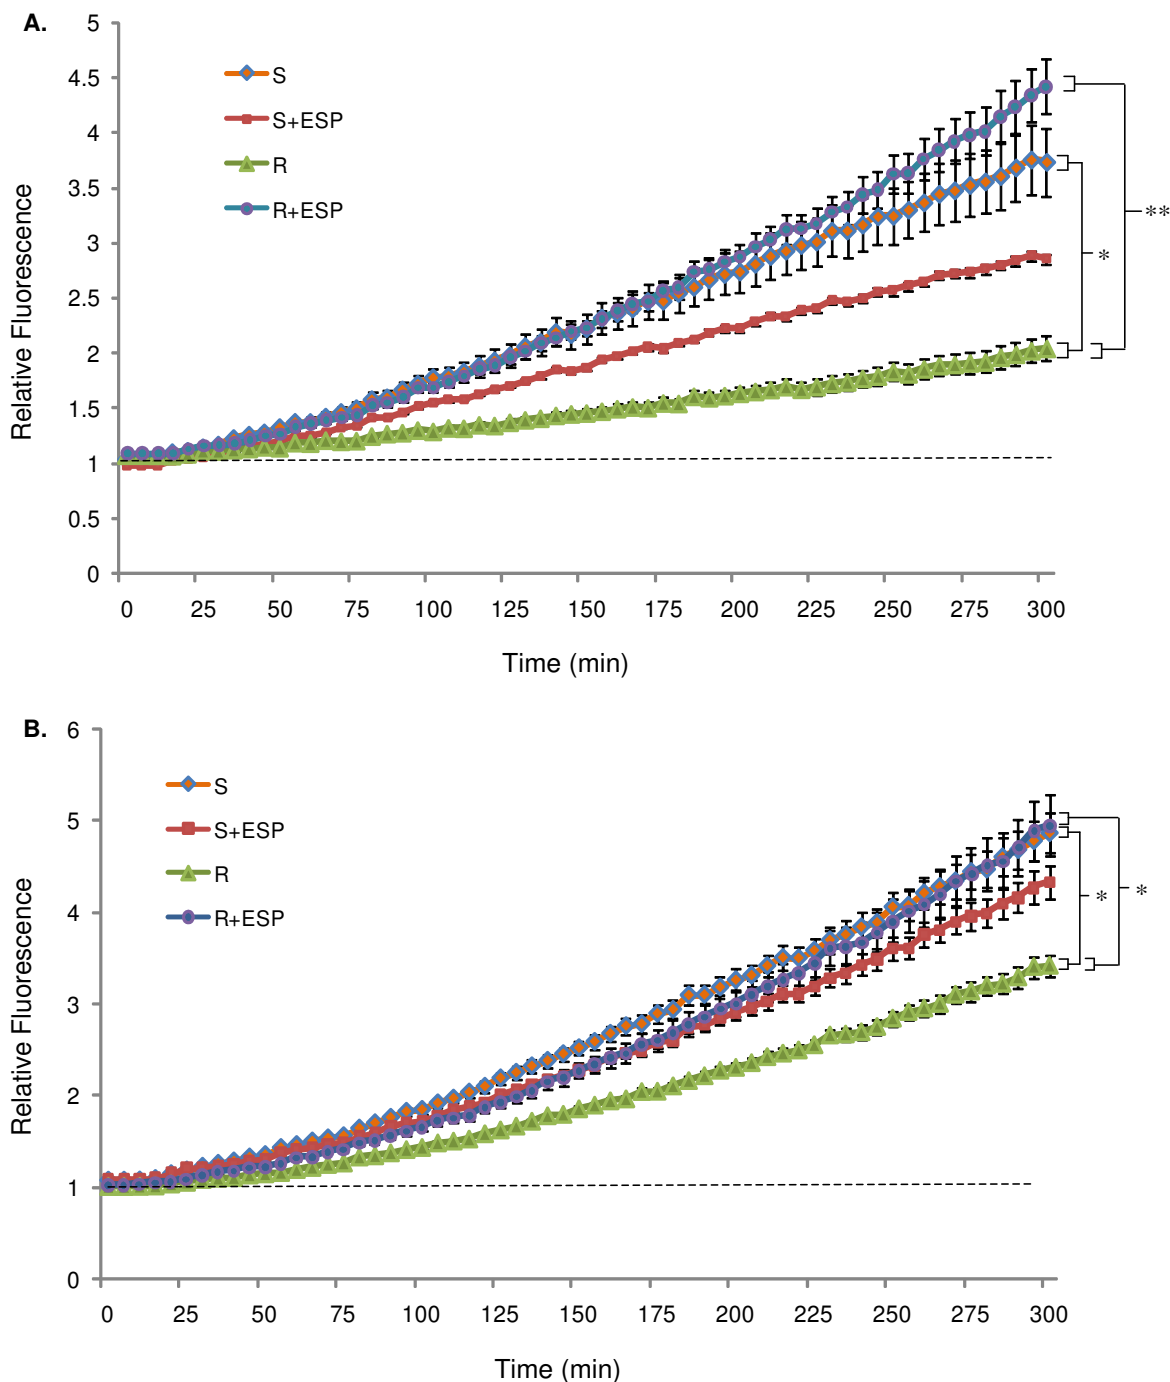 A.
5
4.5
4
3.5
3
2.5
2
1.5
1
0.5
0
Relative Fluorescence
S
S+ESP
R
R+ESP
**
*
0 25 50 75 100 125 150 175 200 225 250 275 300
Time (min)
B.
6
5
4
3
2
1
0
Relative Fluorescence
S
S+ESP
R
R+ESP
* *
0 25 50 75 100 125 150 175 200 225 250 275 300
Time (min)